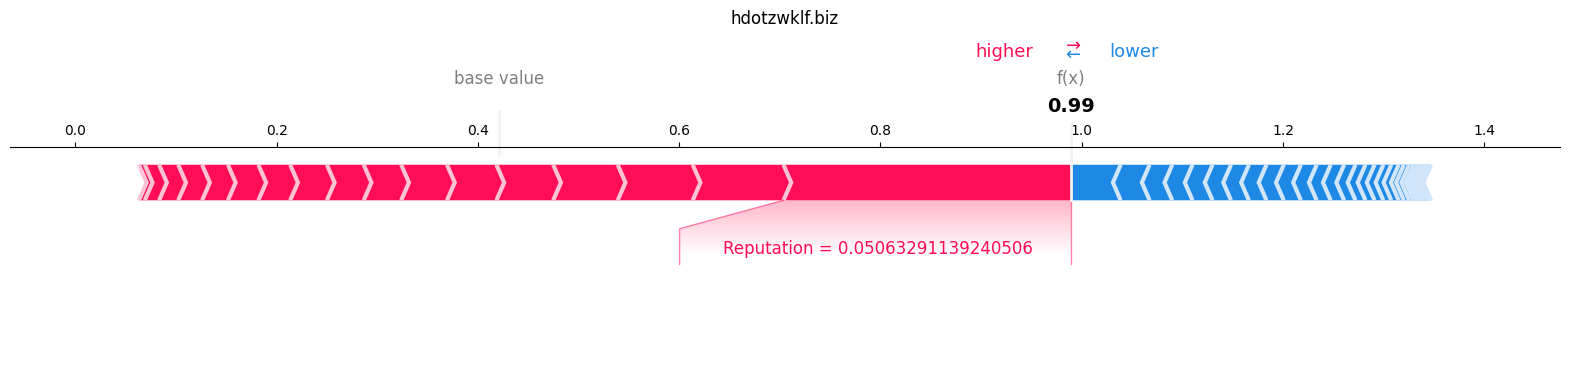 hdotzwklf.biz
higher ⇄ lower
base value f(x)
0.99
0.0 0.2 0.4 0.6 0.8 1.0 1.2 1.4
Reputation = 0.05063291139240506